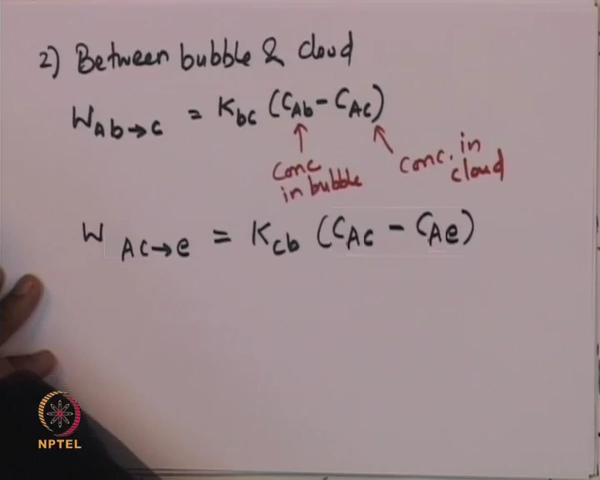 2) Between bubble & cloud
W_Ab→c = K_bc (C_Ab - C_Ac)
conc in bubble
conc. in cloud
W_Ac→e = K_cb (C_Ac - C_Ae)
NPTEL